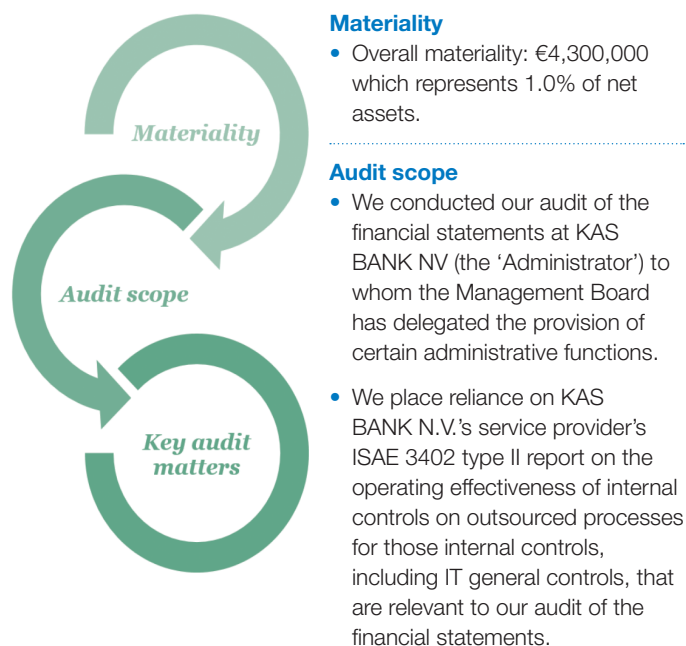 Materiality
Audit scope
Key audit
matters
Materiality
• Overall materiality: €4,300,000
which represents 1.0% of net
assets.
Audit scope
• We conducted our audit of the
financial statements at KAS
BANK NV (the ‘Administrator’) to
whom the Management Board
has delegated the provision of
certain administrative functions.
• We place reliance on KAS
BANK N.V.’s service provider’s
ISAE 3402 type II report on the
operating effectiveness of internal
controls on outsourced processes
for those internal controls,
including IT general controls, that
are relevant to our audit of the
financial statements.